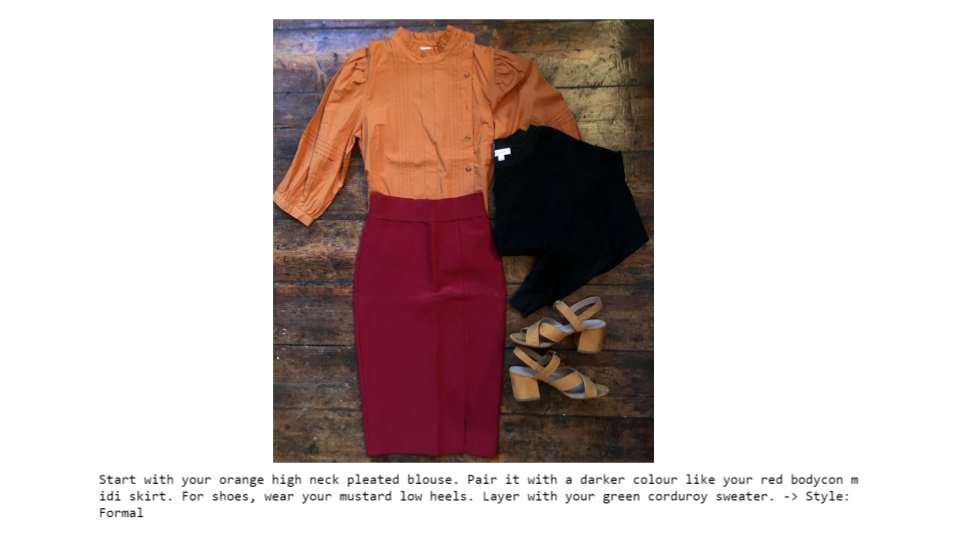 Start with your orange high neck pleated blouse. Pair it with a darker colour like your red bodycon m
idi skirt. For shoes, wear your mustard low heels. Layer with your green corduroy sweater. -> Style:
Formal